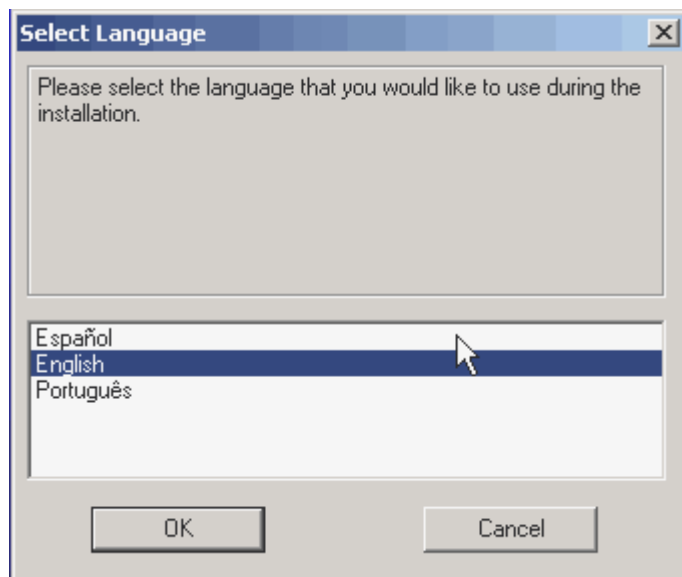 Select Language
Please select the language that you would like to use during the
installation.
Español
English
Português
OK
Cancel